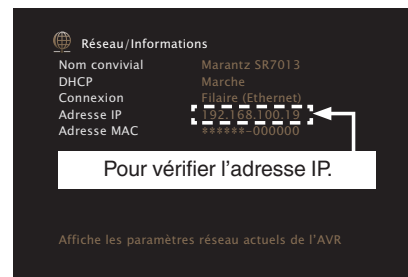 Réseau/Informations
Nom convivial Marantz SR7013
DHCP Marche
Connexion Filaire (Ethernet)
Adresse IP 192.168.100.19
Adresse MAC ******-000000
Pour vérifier l’adresse IP.
Affiche les paramètres réseau actuels de l’AVR